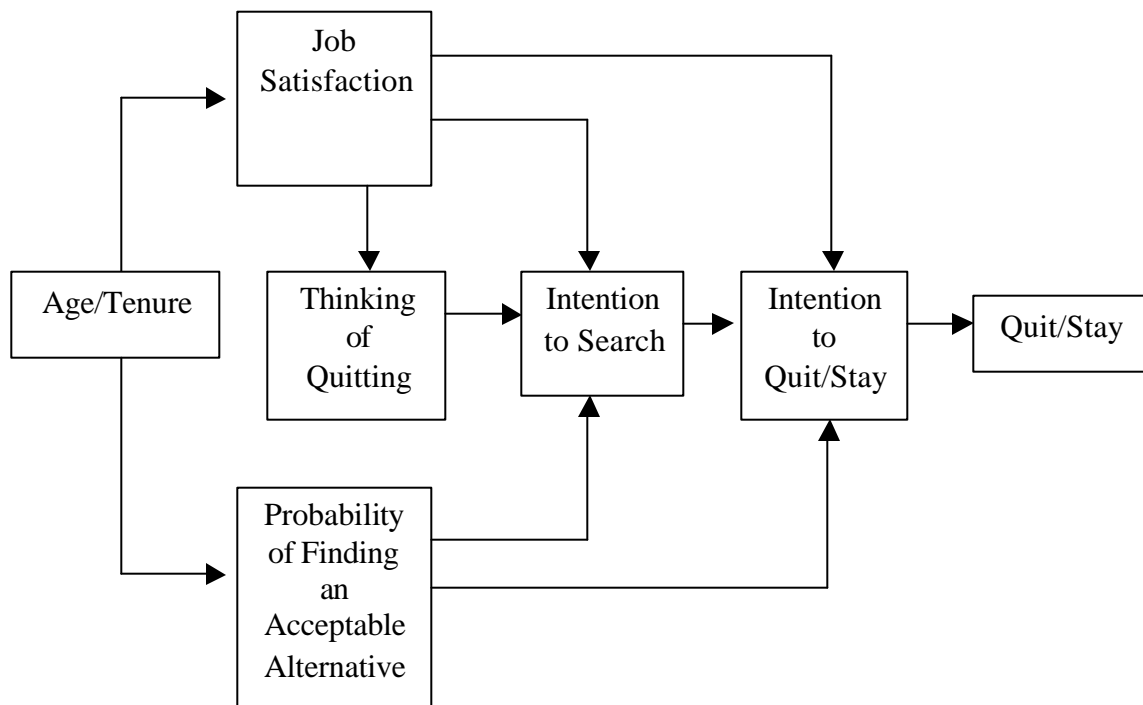 Job
Satisfaction
Age/Tenure
Thinking
of
Quitting
Intention
to Search
Intention
to
Quit/Stay
Quit/Stay
Probability
of Finding
an
Acceptable
Alternative